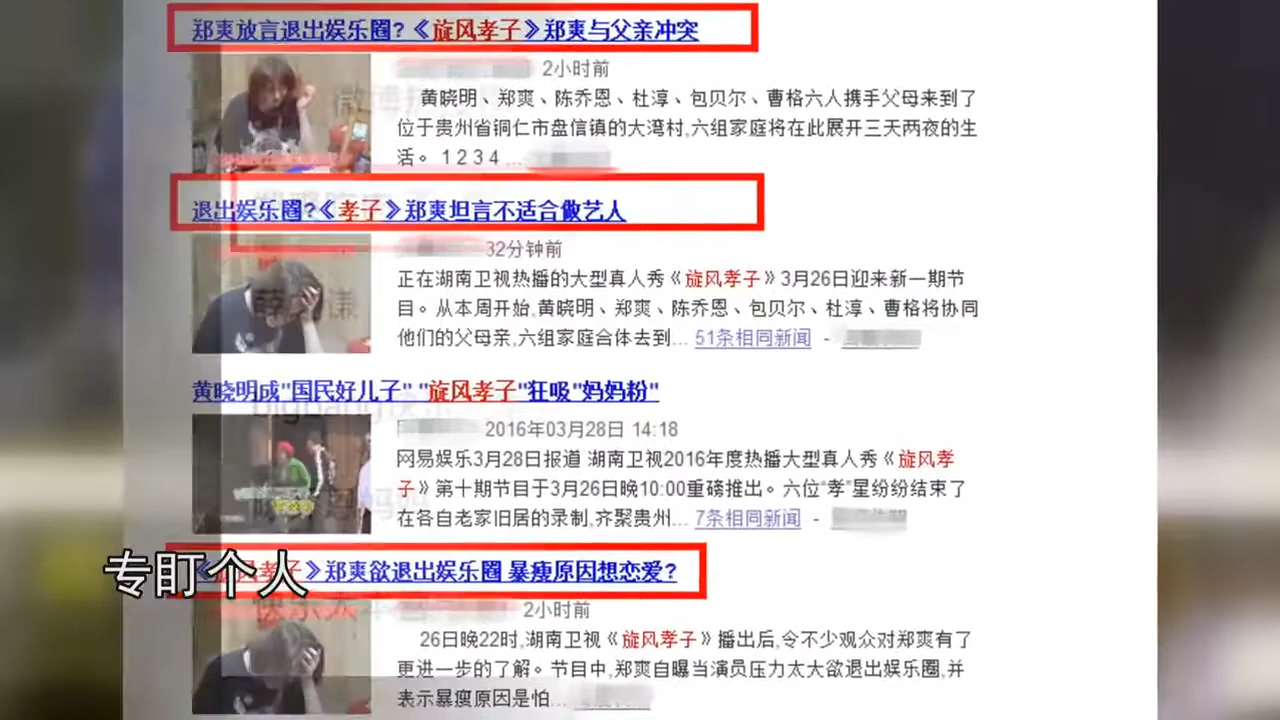 郑爽放言退出娱乐圈?《旋风孝子》郑爽与父亲冲突
2小时前
黄晓明、郑爽、陈乔恩、杜淳、包贝尔、曹格六人携手父母来到了
位于贵州省铜仁市盘信镇的大湾村,六组家庭将在此展开三天两夜的生
活。 1 2 3 4 ...
退出娱乐圈?《孝子》郑爽坦言不适合做艺人
32分钟前
正在湖南卫视热播的大型真人秀《旋风孝子》3月26日迎来新一期节
目。从本周开始,黄晓明、郑爽、陈乔恩、包贝尔、杜淳、曹格将协同
他们的父母亲,六组家庭合体去到... 51条相同新闻 -
黄晓明成"国民好儿子" "旋风孝子"狂吸"妈妈粉"
2016年03月28日 14:18
网易娱乐3月28日报道 湖南卫视2016年度热播大型真人秀《旋风孝
子》第十期节目于3月26日晚10:00重磅推出。六位“孝”星纷纷结束了
在各自老家旧居的录制,齐聚贵州... 7条相同新闻 -
专盯个人
《旋风孝子》郑爽欲退出娱乐圈 暴瘦原因想恋爱?
2小时前
26日晚22时,湖南卫视《旋风孝子》播出后,令不少观众对郑爽有了
更进一步的了解。节目中,郑爽自曝当演员压力太大欲退出娱乐圈,并
表示暴瘦原因是怕...